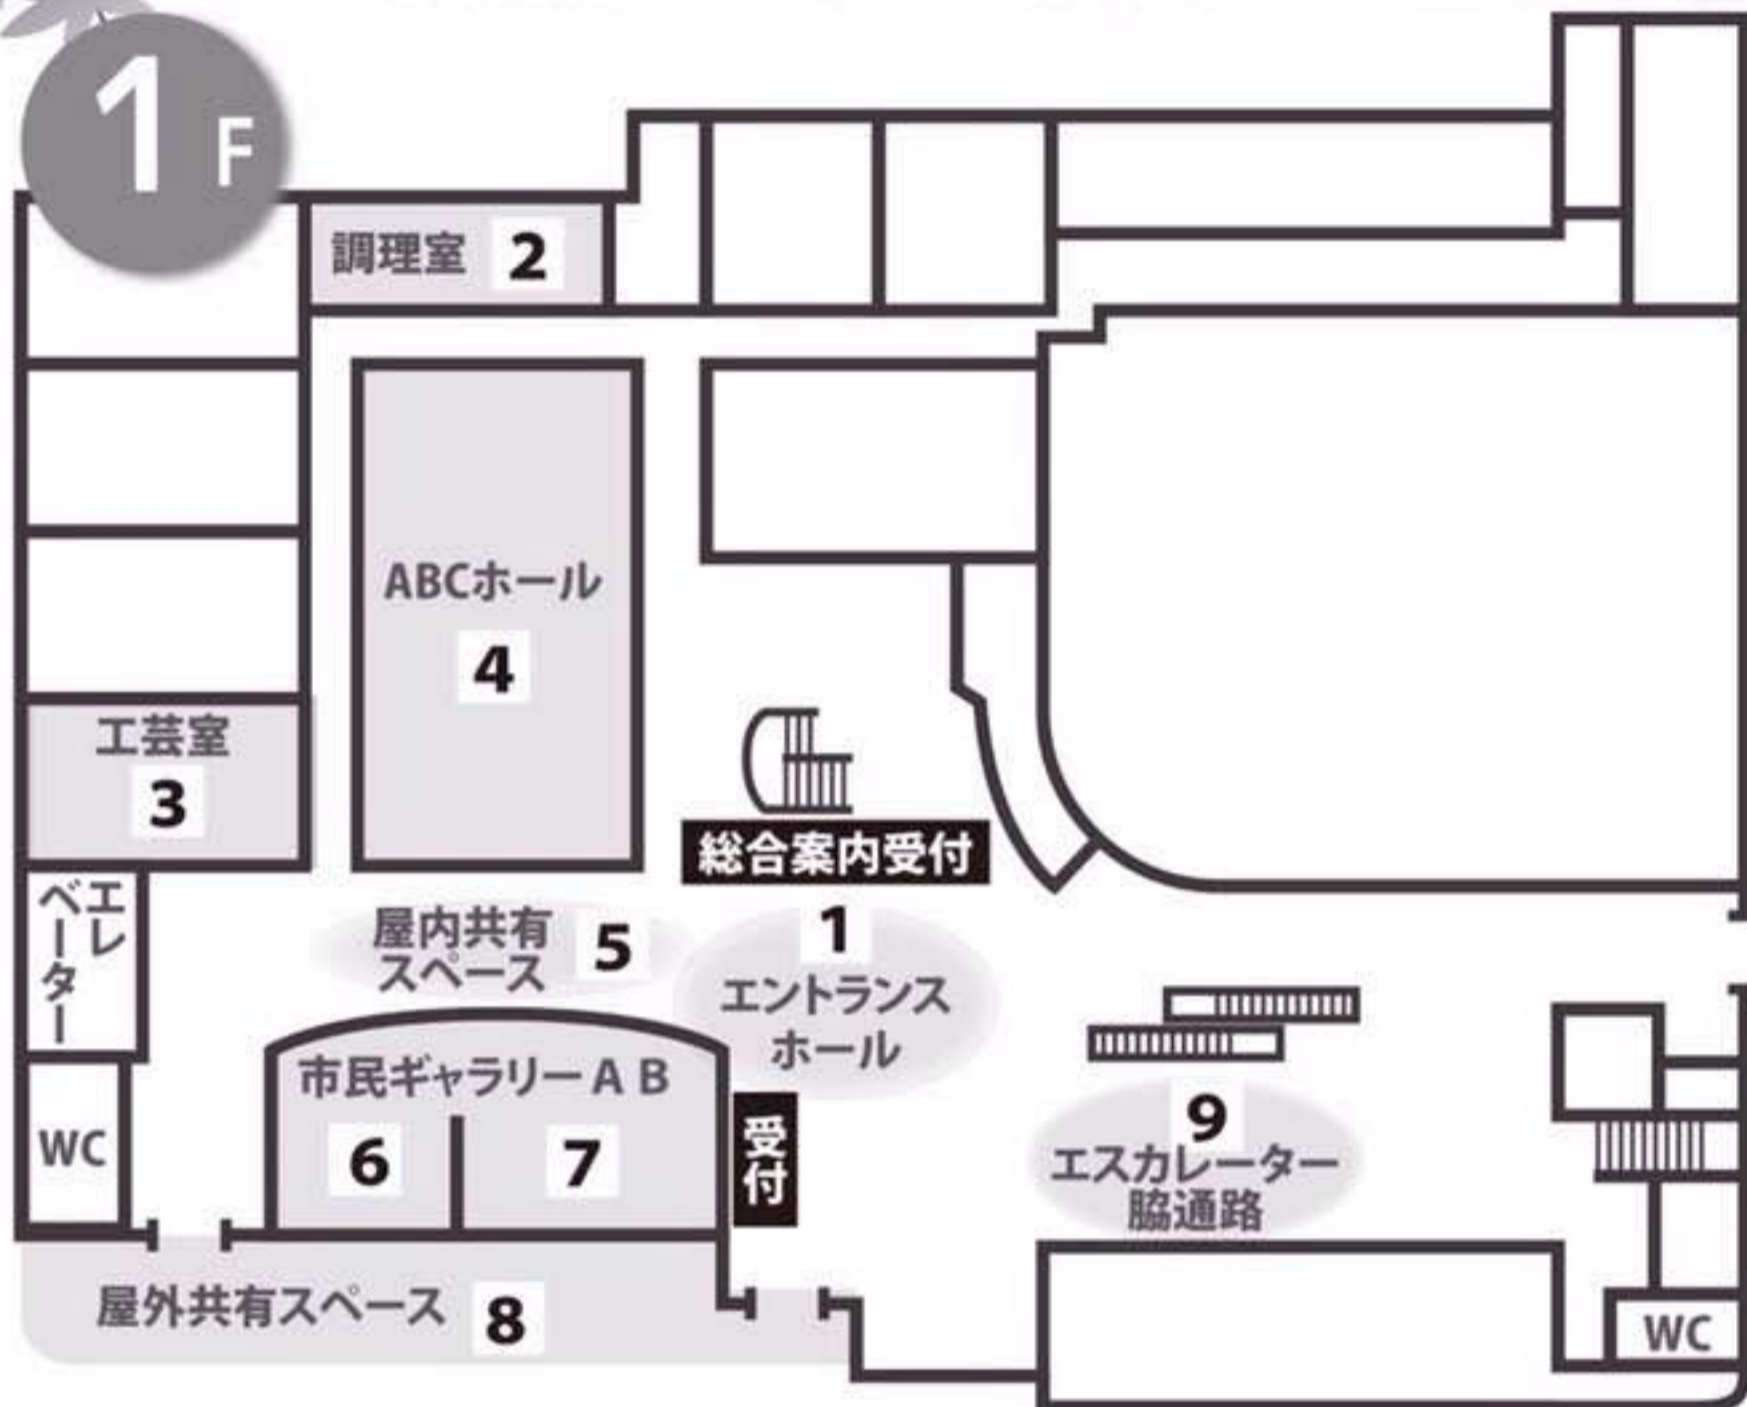 1 F
調理室 2
ABCホール
4
工芸室
3
総合案内受付
エレ
ベーター
屋内共有
スペース
5
1
エントランス
ホール
市民ギャラリー A B
6
7
受付
9
エスカレーター
脇通路
WC
屋外共有スペース 8
WC